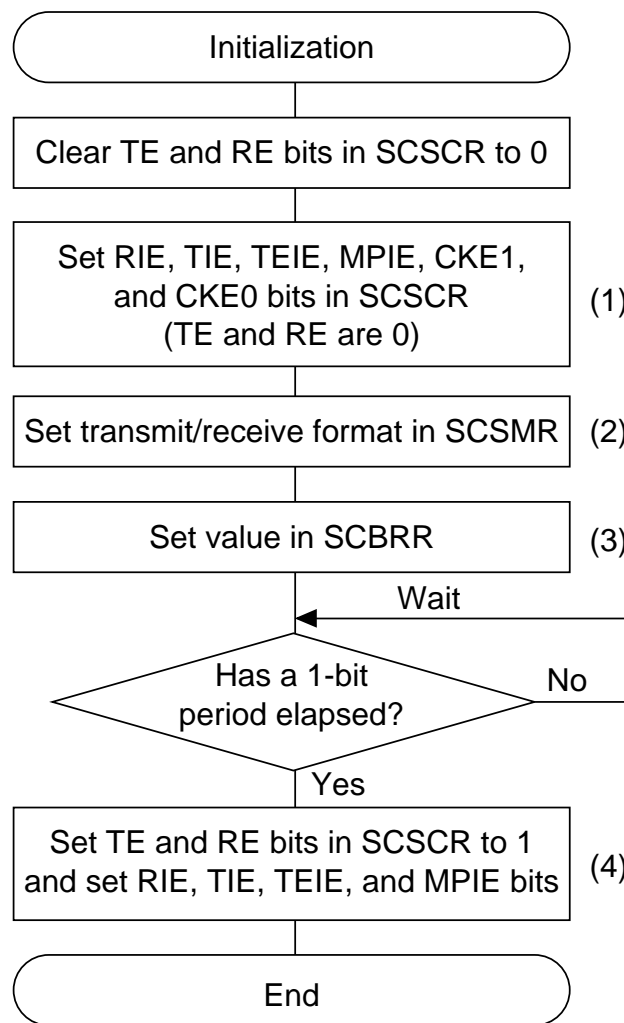 Initialization
Clear TE and RE bits in SCSCR to 0
Set RIE, TIE, TEIE, MPIE, CKE1,
and CKE0 bits in SCSCR
(TE and RE are 0)
(1)
Set transmit/receive format in SCSMR
(2)
Set value in SCBRR
(3)
Wait
Has a 1-bit
period elapsed?
No
Yes
Set TE and RE bits in SCSCR to 1
and set RIE, TIE, TEIE, and MPIE bits
(4)
End